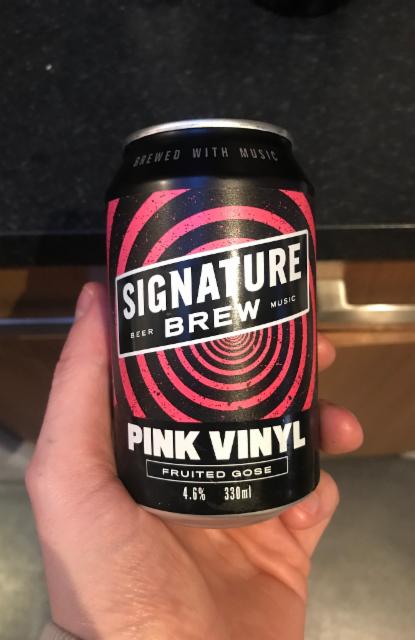 BREWED WITH MUSIC
SIGNATURE
BEER BREW MUSIC
PINK VINYL
FRUITED GOSE
4.6% 330ml